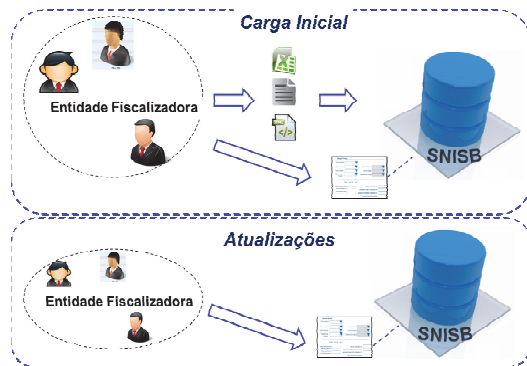 Carga Inicial
Entidade Fiscalizadora
SNISB
Atualizações
Entidade Fiscalizadora
SNISB